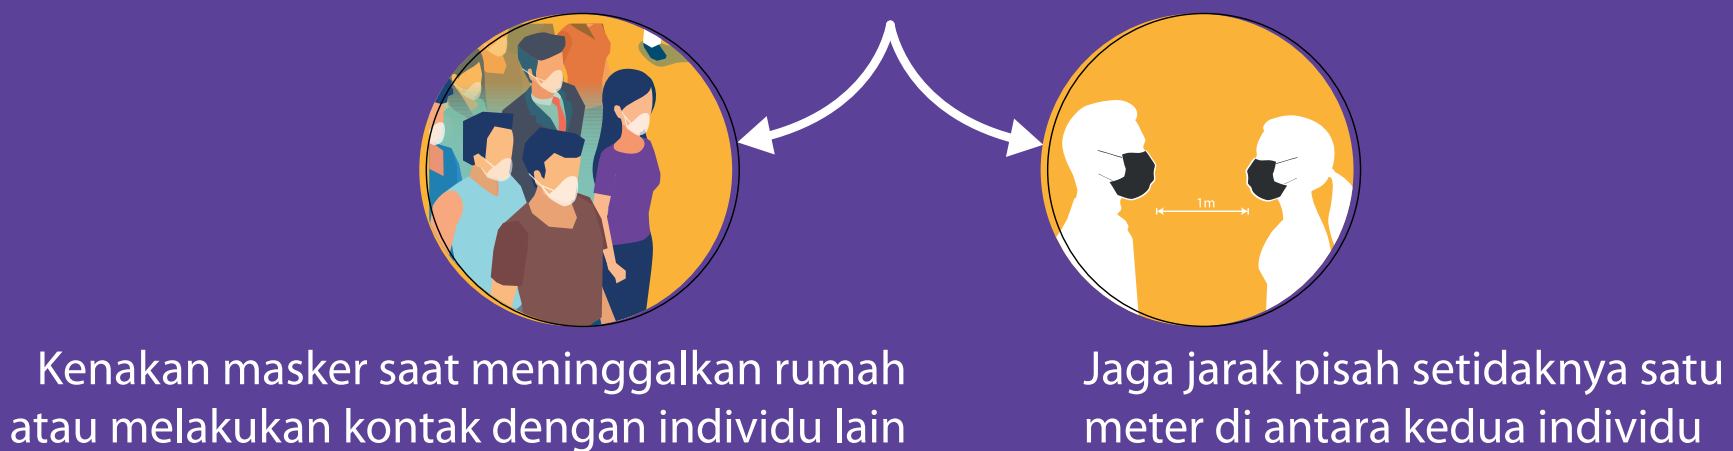 1m
Kenakan masker saat meninggalkan rumah
atau melakukan kontak dengan individu lain
Jaga jarak pisah setidaknya satu
meter di antara kedua individu